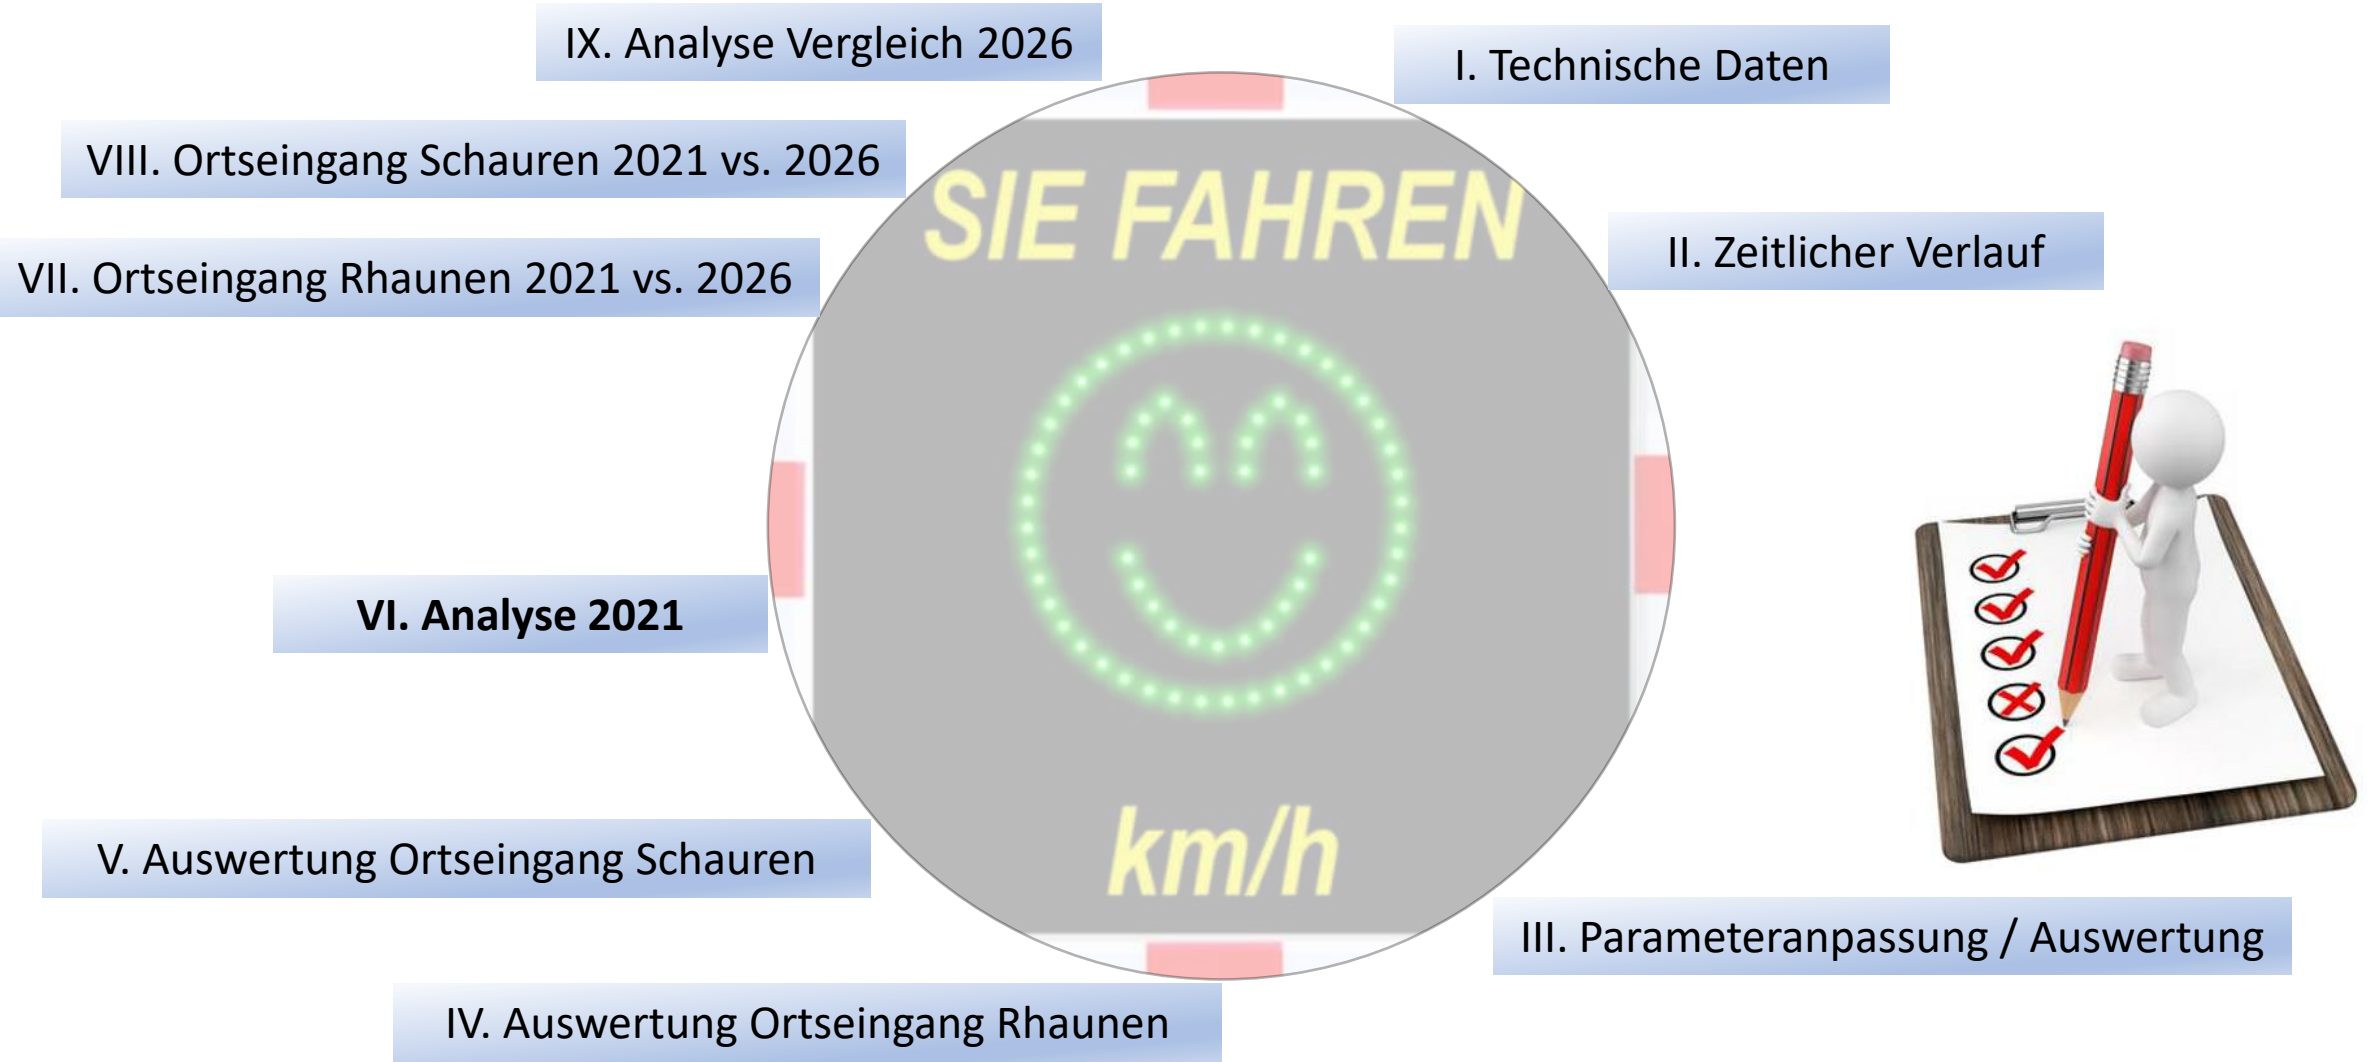 IX. Analyse Vergleich 2026
I. Technische Daten
VIII. Ortseingang Schauren 2021 vs. 2026
SIE FAHREN
II. Zeitlicher Verlauf
VII. Ortseingang Rhaunen 2021 vs. 2026
VI. Analyse 2021
km/h
V. Auswertung Ortseingang Schauren
III. Parameteranpassung / Auswertung
IV. Auswertung Ortseingang Rhaunen